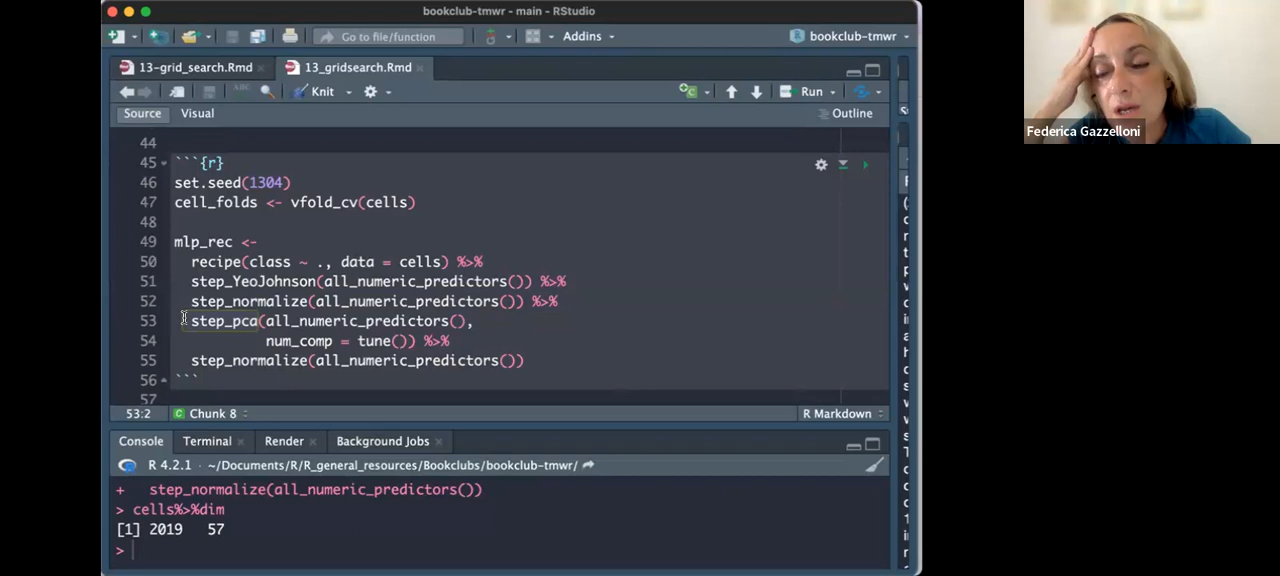 bookclub-tmwr - main - RStudio
Go to file/function
Addins
bookclub-tmwr
13-grid_search.Rmd
13_gridsearch.Rmd
ABC
Knit
Run
Source
Visual
Outline
44
45 ```{r}
46 set.seed(1304)
47 cell_folds <- vfold_cv(cells)
48
49 mlp_rec <-
50 recipe(class ~ ., data = cells) %>%
51 step_YeoJohnson(all_numeric_predictors()) %>%
52 step_normalize(all_numeric_predictors()) %>%
53 step_pca(all_numeric_predictors(),
54 num_comp = tune()) %>%
55 step_normalize(all_numeric_predictors())
56 ```
57
53:2
Chunk 8
R Markdown
Console
Terminal
Render
Background Jobs
R 4.2.1 · ~/Documents/R/R_general_resources/Bookclubs/bookclub-tmwr/
+ step_normalize(all_numeric_predictors())
> cells%>%dim
[1] 2019 57
>
Federica Gazzelloni